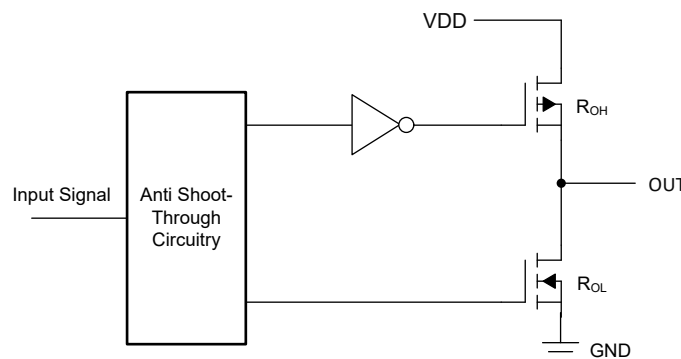 VDD
ROH
Input Signal
Anti Shoot-
Through
Circuitry
OUT
ROL
GND